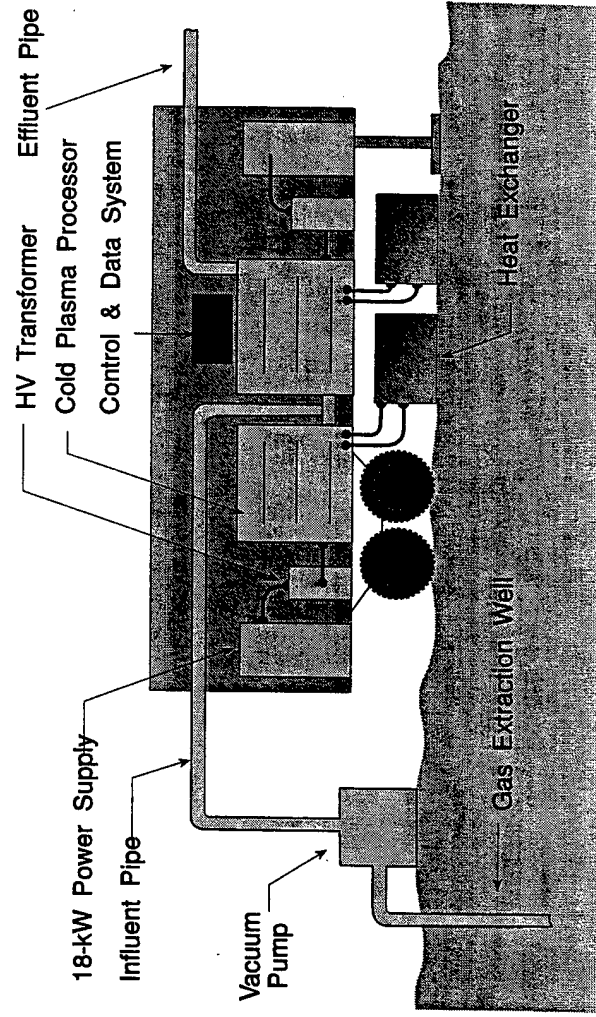 Effluent Pipe
HV Transformer
Cold Plasma Processor
Control & Data System
18-kW Power Supply
Influent Pipe
Vacuum
Pump
Gas Extraction Well
Heat Exchanger